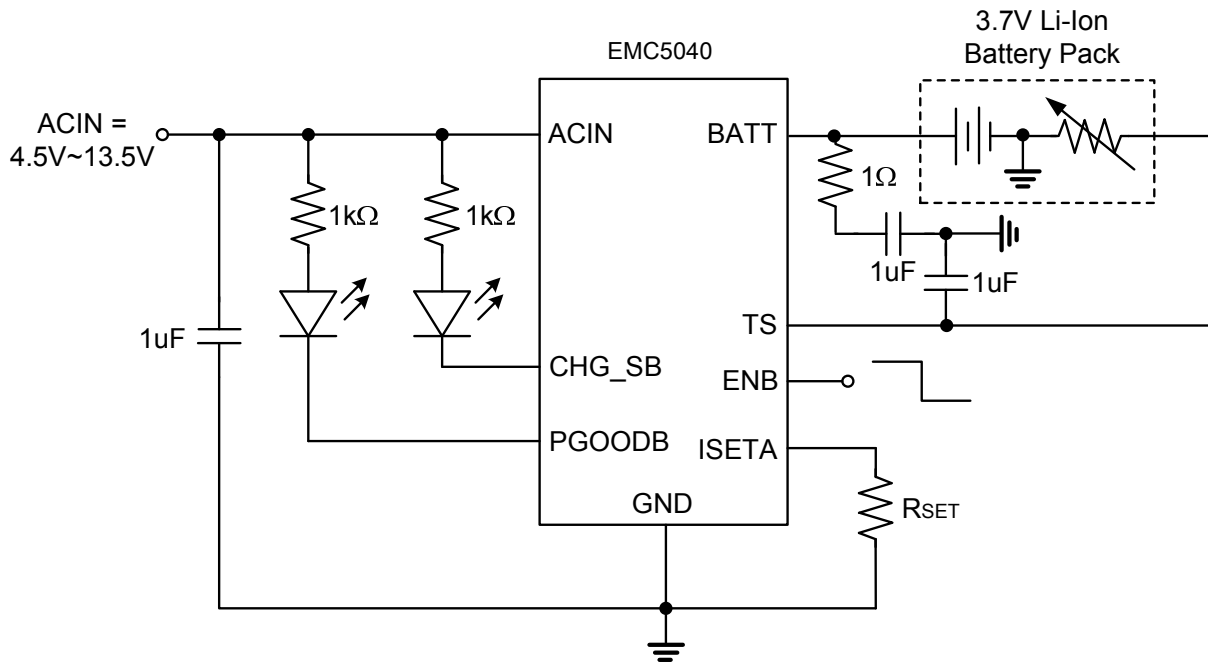 3.7V Li-Ion
Battery Pack
EMC5040
ACIN =
4.5V~13.5V
ACIN
BATT
1Ω
1kΩ
1kΩ
1uF
1uF
1uF
TS
CHG_SB
ENB
PGOODB
ISETA
GND
RSET